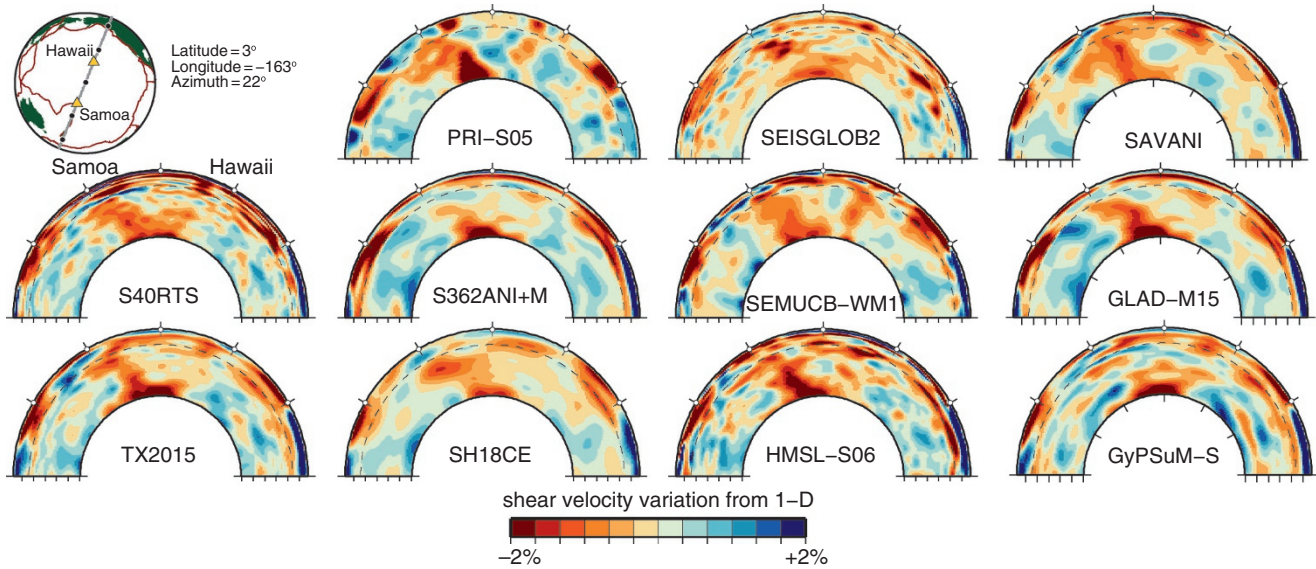 Hawaii
Samoa
Latitude = 3°
Longitude = −163°
Azimuth = 22°
PRI−S05
SEISGLOB2
SAVANI
Samoa Hawaii
S40RTS
S362ANI+M
SEMUCB−WM1
GLAD−M15
TX2015
SH18CE
HMSL−S06
GyPSuM−S
shear velocity variation from 1−D
−2% +2%